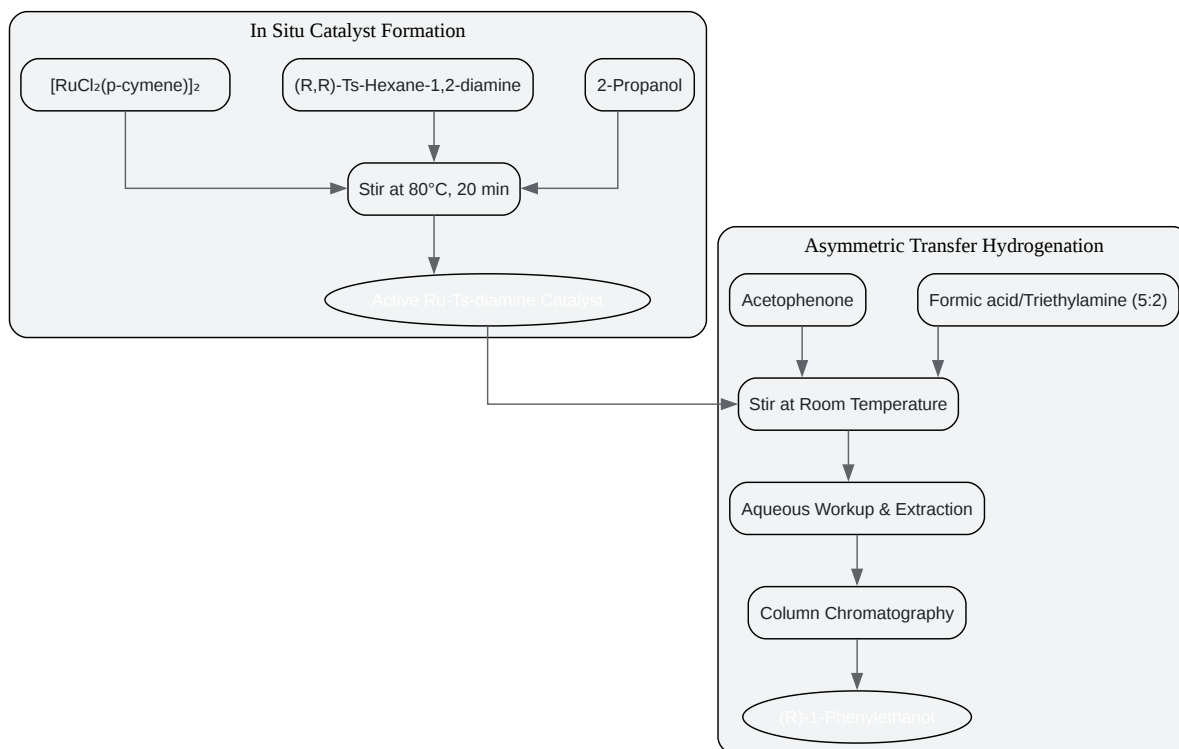 In Situ Catalyst Formation
[RuCl₂(p-cymene)]₂
(R,R)-Ts-Hexane-1,2-diamine
2-Propanol
Stir at 80°C, 20 min
Active Ru-Ts-diamine Catalyst
Asymmetric Transfer Hydrogenation
Acetophenone
Formic acid/Triethylamine (5:2)
Stir at Room Temperature
Aqueous Workup & Extraction
Column Chromatography
(R)-1-Phenylethanol